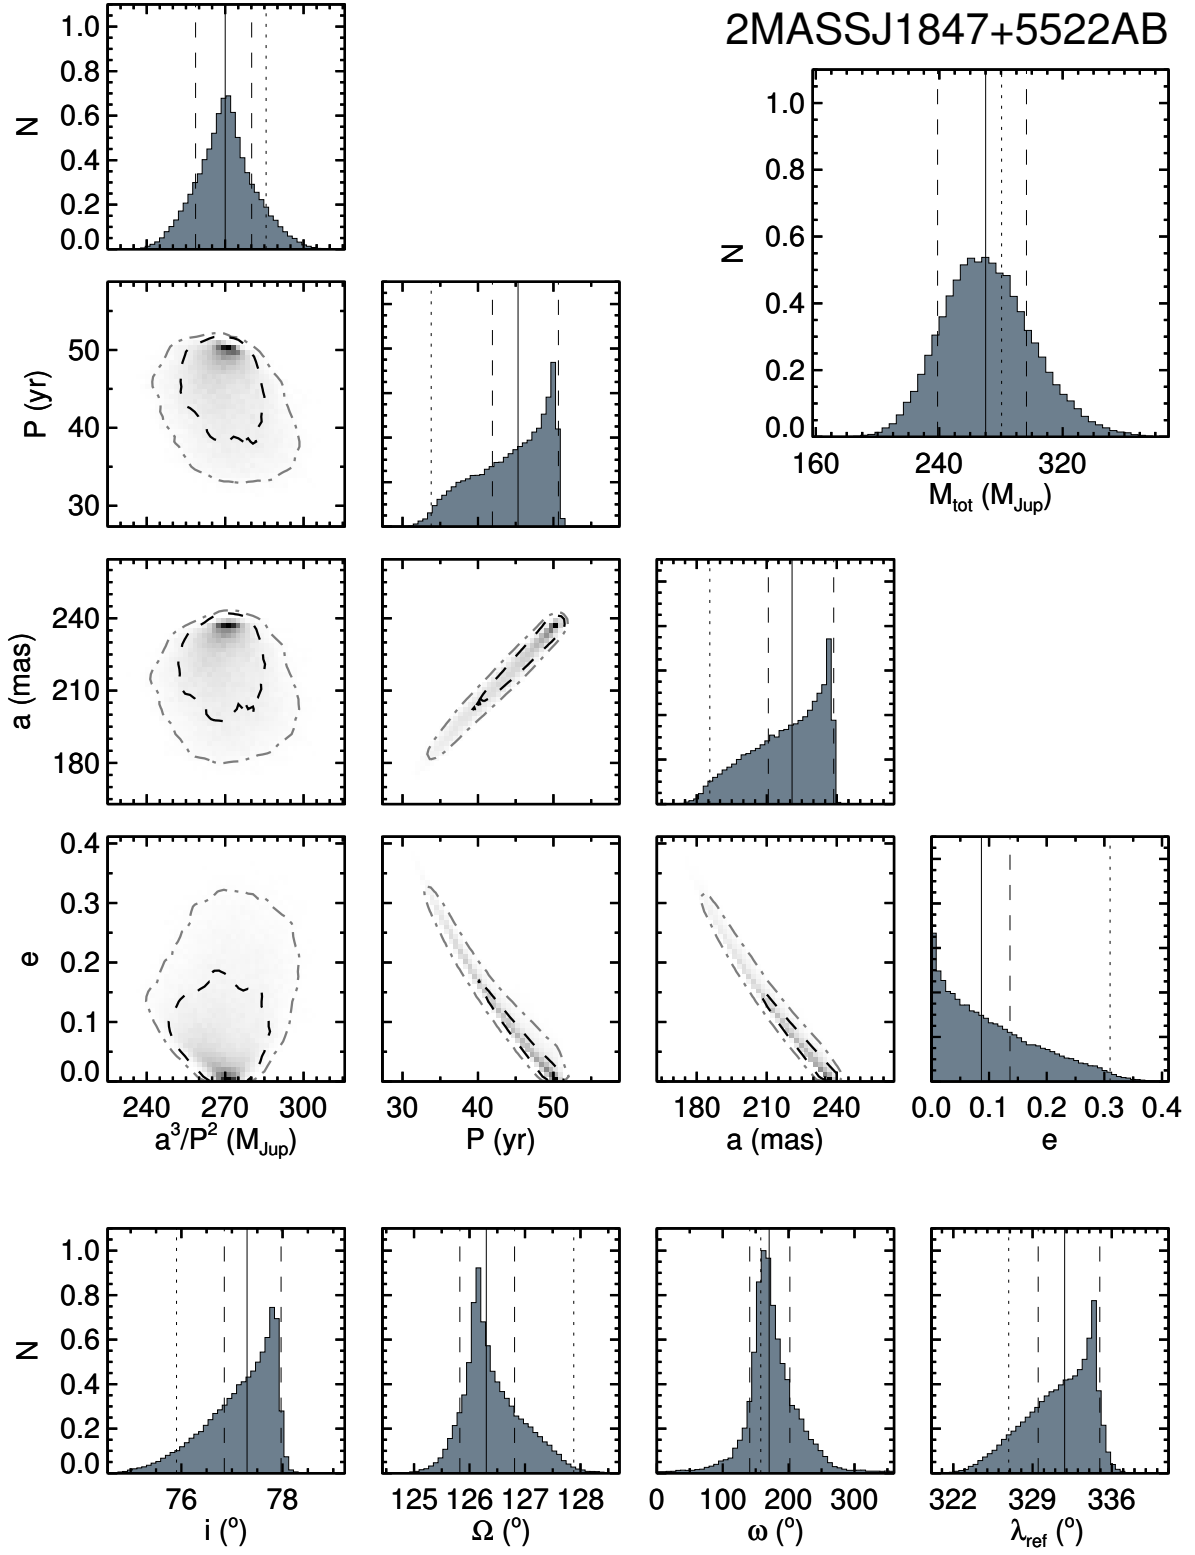 2MASSJ1847+5522AB
N
1.0
0.8
0.6
0.4
0.2
0.0
N
1.0
0.8
0.6
0.4
0.2
0.0
160 240 320
M_tot (M_Jup)
P (yr)
50
40
30
a (mas)
240
210
180
e
0.4
0.3
0.2
0.1
0.0
240 270 300
a³/P² (M_Jup)
30 40 50
P (yr)
180 210 240
a (mas)
0.0 0.1 0.2 0.3 0.4
e
N
1.0
0.8
0.6
0.4
0.2
0.0
76 78
i (°)
125 126 127 128
Ω (°)
0 100 200 300
ω (°)
322 329 336
λ_ref (°)